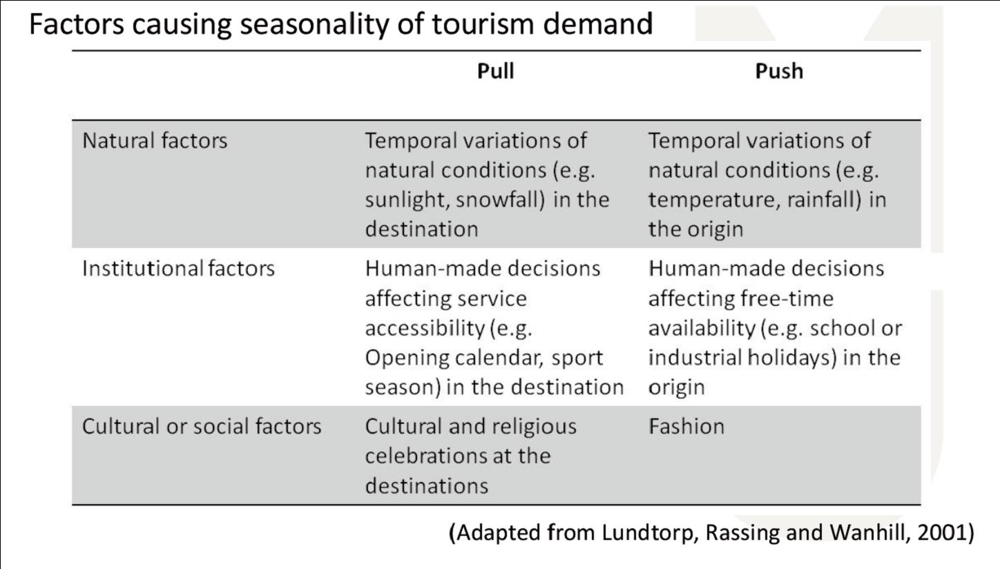 Factors causing seasonality of tourism demand
Pull Push
Natural factors
Temporal variations of
natural conditions (e.g.
sunlight, snowfall) in the
destination
Temporal variations of
natural conditions (e.g.
temperature, rainfall) in
the origin
Institutional factors
Human-made decisions
affecting service
accessibility (e.g.
Opening calendar, sport
season) in the destination
Human-made decisions
affecting free-time
availability (e.g. school or
industrial holidays) in the
origin
Cultural or social factors
Cultural and religious
celebrations at the
destinations
Fashion
(Adapted from Lundtorp, Rassing and Wanhill, 2001)